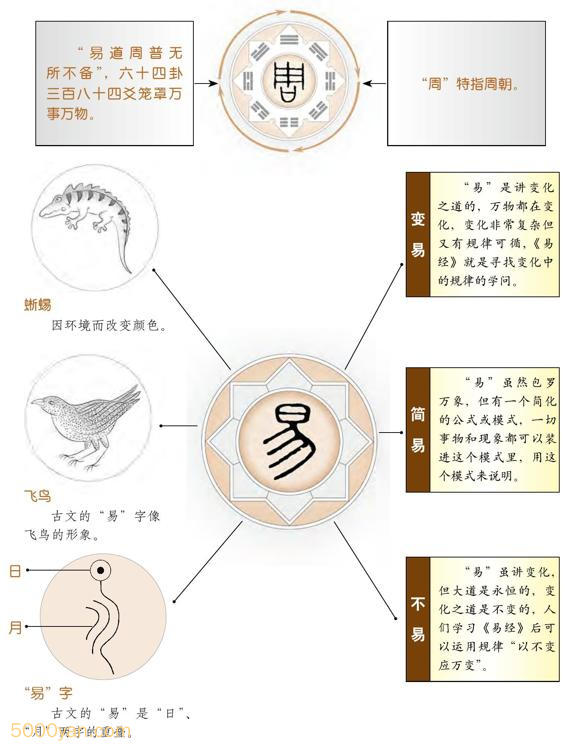 “易道周普无
所不备”，六十四卦
三百八十四爻笼罩万
事万物。
周
“周”特指周朝。
蜥蜴
因环境而改变颜色。
飞鸟
古文的“易”字像
飞鸟的形象。
日
月
“易”字
古文的“易”是“日”、
“月”两字的重叠。
易
变易
“易”是讲变化
之道的，万物都在变
化，变化非常复杂但
又有规律可循，《易
经》就是寻找变化中
的规律的学问。
简易
“易”虽然包罗
万象，但有一个简化
的公式或模式，一切
事物和现象都可以装
进这个模式里，用这
个模式来说明。
不易
“易”虽讲变化，
但大道是永恒的，变
化之道是不变的，人
们学习《易经》后可
以运用规律“以不变
应万变”。